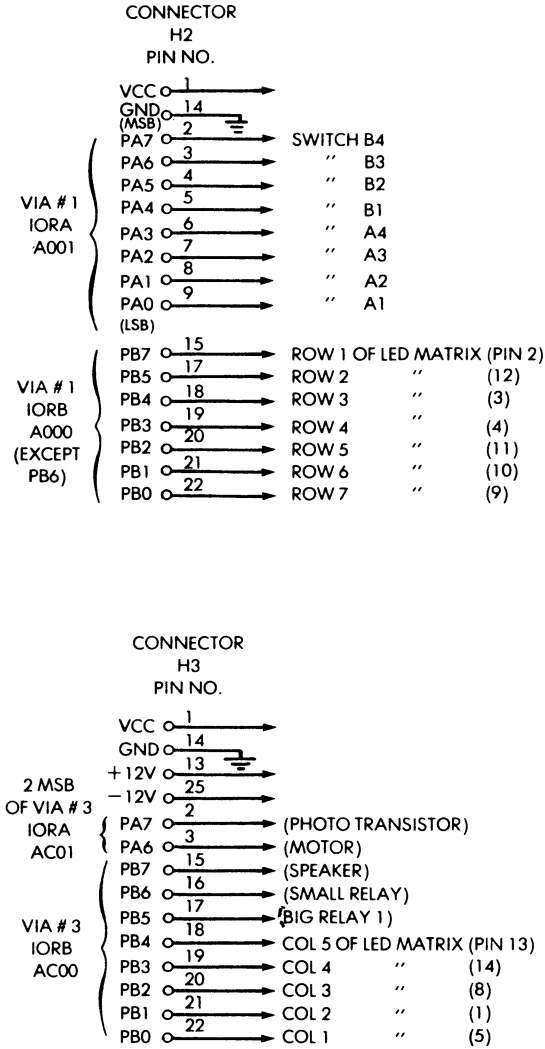 CONNECTOR
H2
PIN NO.
VCC 1
GND 14
(MSB)
PA7 2 SWITCH B4
PA6 3 " B3
PA5 4 " B2
PA4 5 " B1
PA3 6 " A4
PA2 7 " A3
PA1 8 " A2
PA0 9 " A1
(LSB)
VIA # 1
IORA
A001
PB7 15 ROW 1 OF LED MATRIX (PIN 2)
PB5 17 ROW 2 " (12)
PB4 18 ROW 3 " (3)
PB3 19 ROW 4 " (4)
PB2 20 ROW 5 " (11)
PB1 21 ROW 6 " (10)
PB0 22 ROW 7 " (9)
VIA # 1
IORB
A000
(EXCEPT
PB6)
CONNECTOR
H3
PIN NO.
VCC 1
GND 14
+12V 13
−12V 25
2 MSB
OF VIA # 3
IORA
AC01
PA7 2 (PHOTO TRANSISTOR)
PA6 3 (MOTOR)
PB7 15 (SPEAKER)
PB6 16 (SMALL RELAY)
PB5 17 (BIG RELAY 1)
PB4 18 COL 5 OF LED MATRIX (PIN 13)
PB3 19 COL 4 " (14)
PB2 20 COL 3 " (8)
PB1 21 COL 2 " (1)
PB0 22 COL 1 " (5)
VIA # 3
IORB
AC00